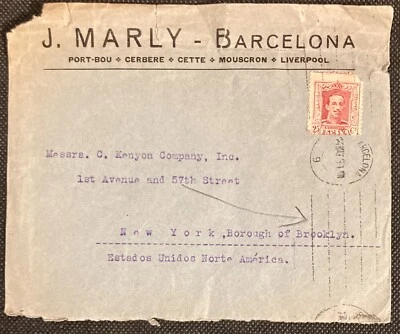 J. MARLY - BARCELONA
PORT-BOU ✦ CERBERE ✦ CETTE ✦ MOUSCRON ✦ LIVERPOOL
Messrs. C. Kenyon Company, Inc.
1st Avenue and 57th Street
New York, Borough of Brooklyn.
Estados Unidos Norte América.